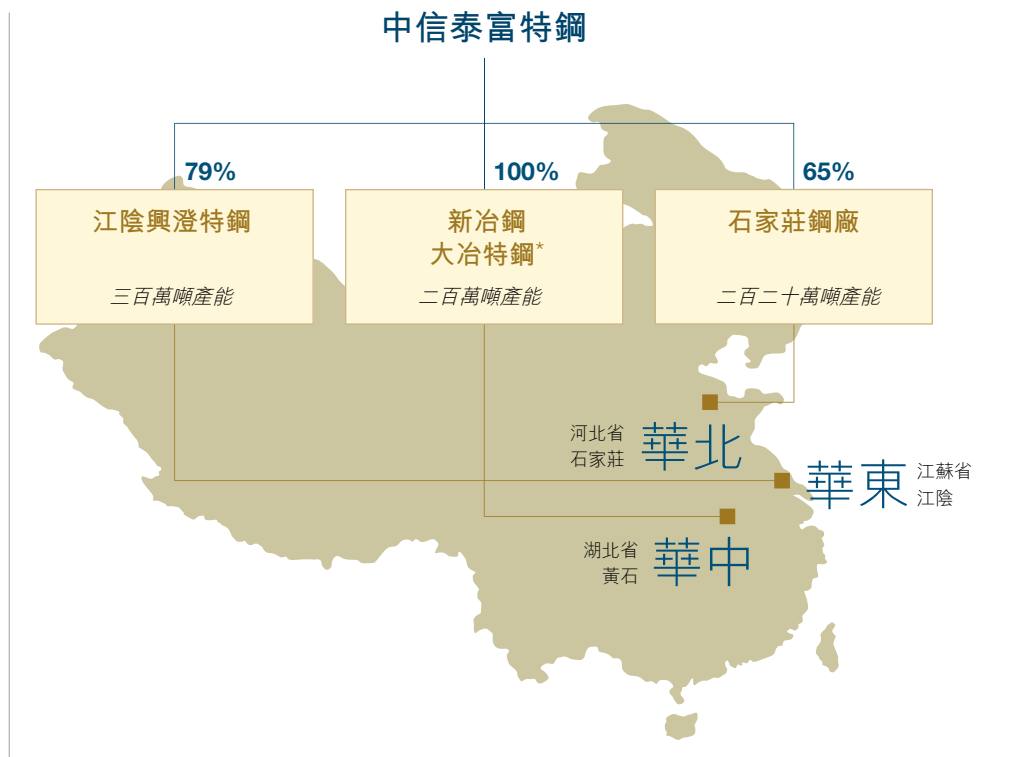 中信泰富特鋼
79%
100%
65%
江陰興澄特鋼
三百萬噸產能
新冶鋼
大冶特鋼*
二百萬噸產能
石家莊鋼廠
二百二十萬噸產能
河北省
石家莊
華北
華東
江蘇省
江陰
湖北省
黃石
華中